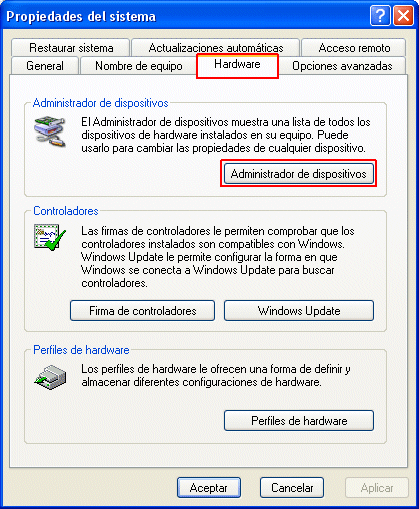 Propiedades del sistema
Restaurar sistema
Actualizaciones automáticas
Acceso remoto
General
Nombre de equipo
Hardware
Opciones avanzadas
Administrador de dispositivos
El Administrador de dispositivos muestra una lista de todos los
dispositivos de hardware instalados en su equipo. Puede
usarlo para cambiar las propiedades de cualquier dispositivo.
Administrador de dispositivos
Controladores
Las firmas de controladores le permiten comprobar que los
controladores instalados son compatibles con Windows.
Windows Update le permite configurar la forma en que
Windows se conecta a Windows Update para buscar
controladores.
Firma de controladores
Windows Update
Perfiles de hardware
Los perfiles de hardware le ofrecen una forma de definir y
almacenar diferentes configuraciones de hardware.
Perfiles de hardware
Aceptar
Cancelar
Aplicar